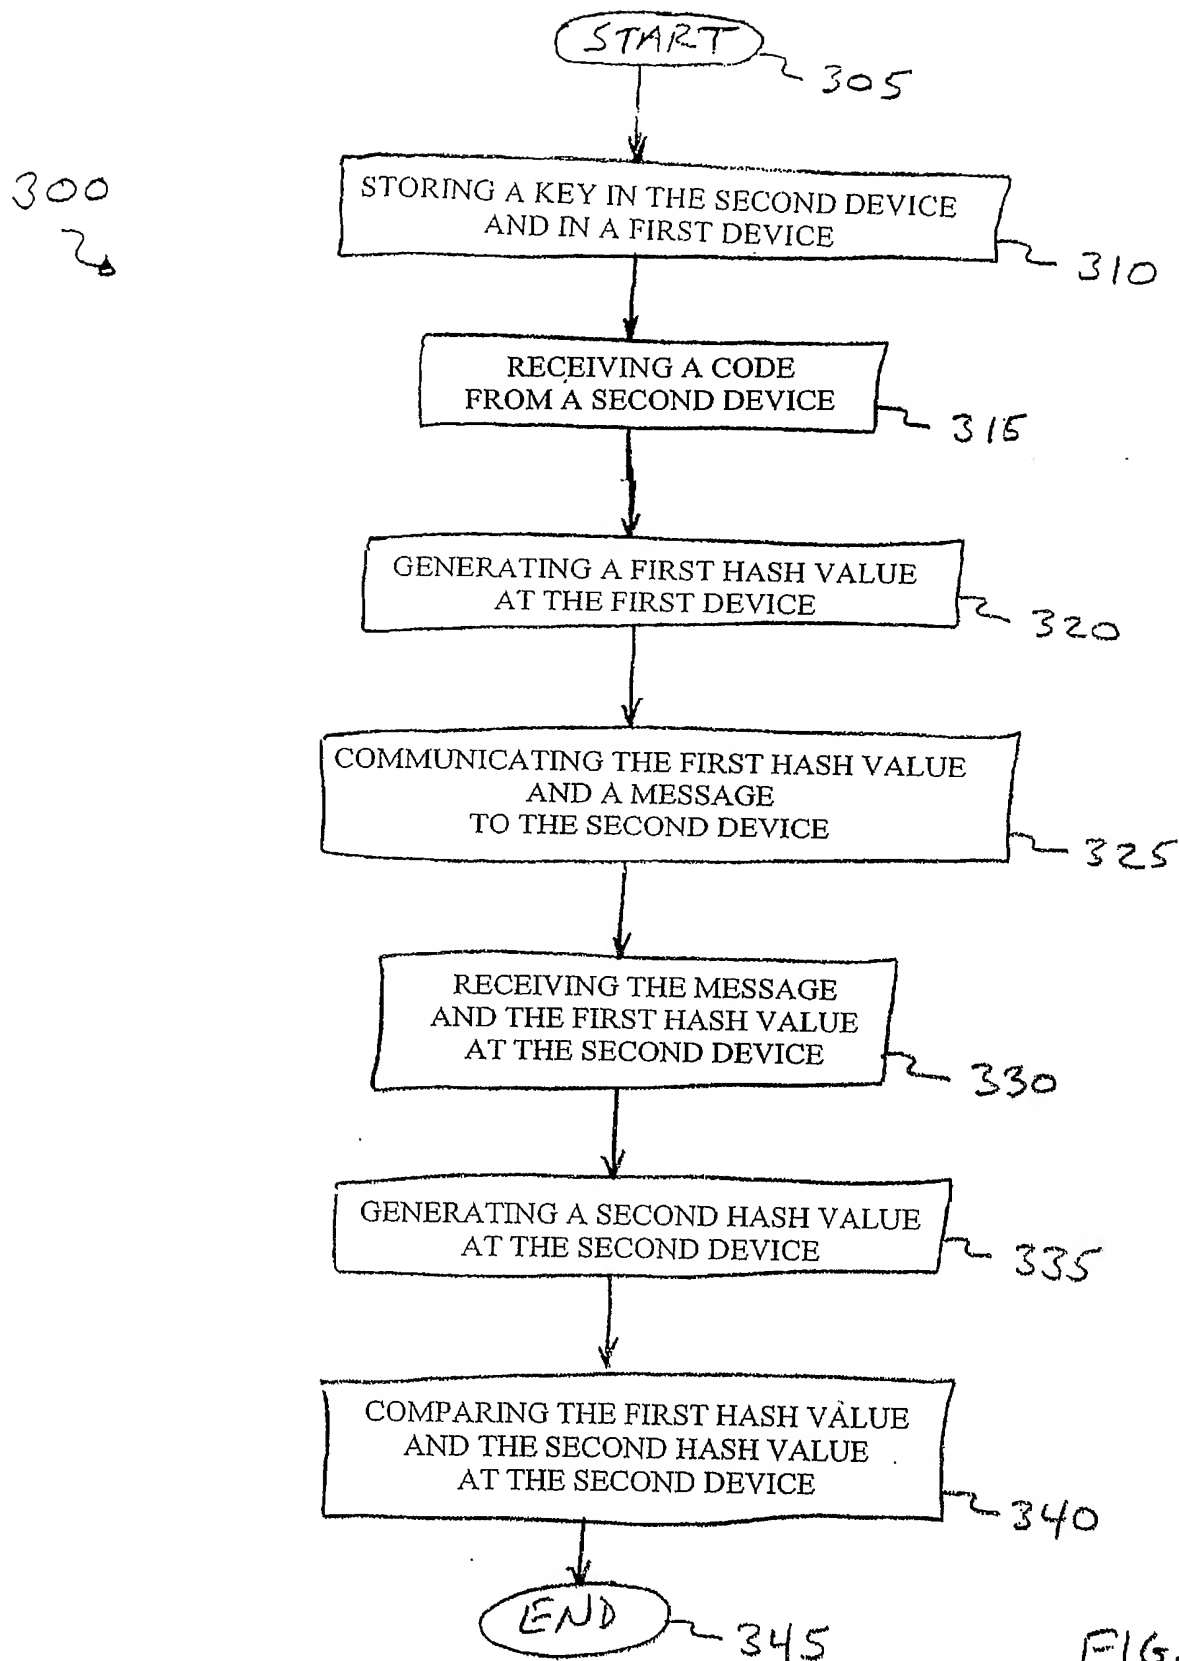 START
305
300
STORING A KEY IN THE SECOND DEVICE
AND IN A FIRST DEVICE
310
RECEIVING A CODE
FROM A SECOND DEVICE
315
GENERATING A FIRST HASH VALUE
AT THE FIRST DEVICE
320
COMMUNICATING THE FIRST HASH VALUE
AND A MESSAGE
TO THE SECOND DEVICE
325
RECEIVING THE MESSAGE
AND THE FIRST HASH VALUE
AT THE SECOND DEVICE
330
GENERATING A SECOND HASH VALUE
AT THE SECOND DEVICE
335
COMPARING THE FIRST HASH VALUE
AND THE SECOND HASH VALUE
AT THE SECOND DEVICE
340
END
345
FIG.